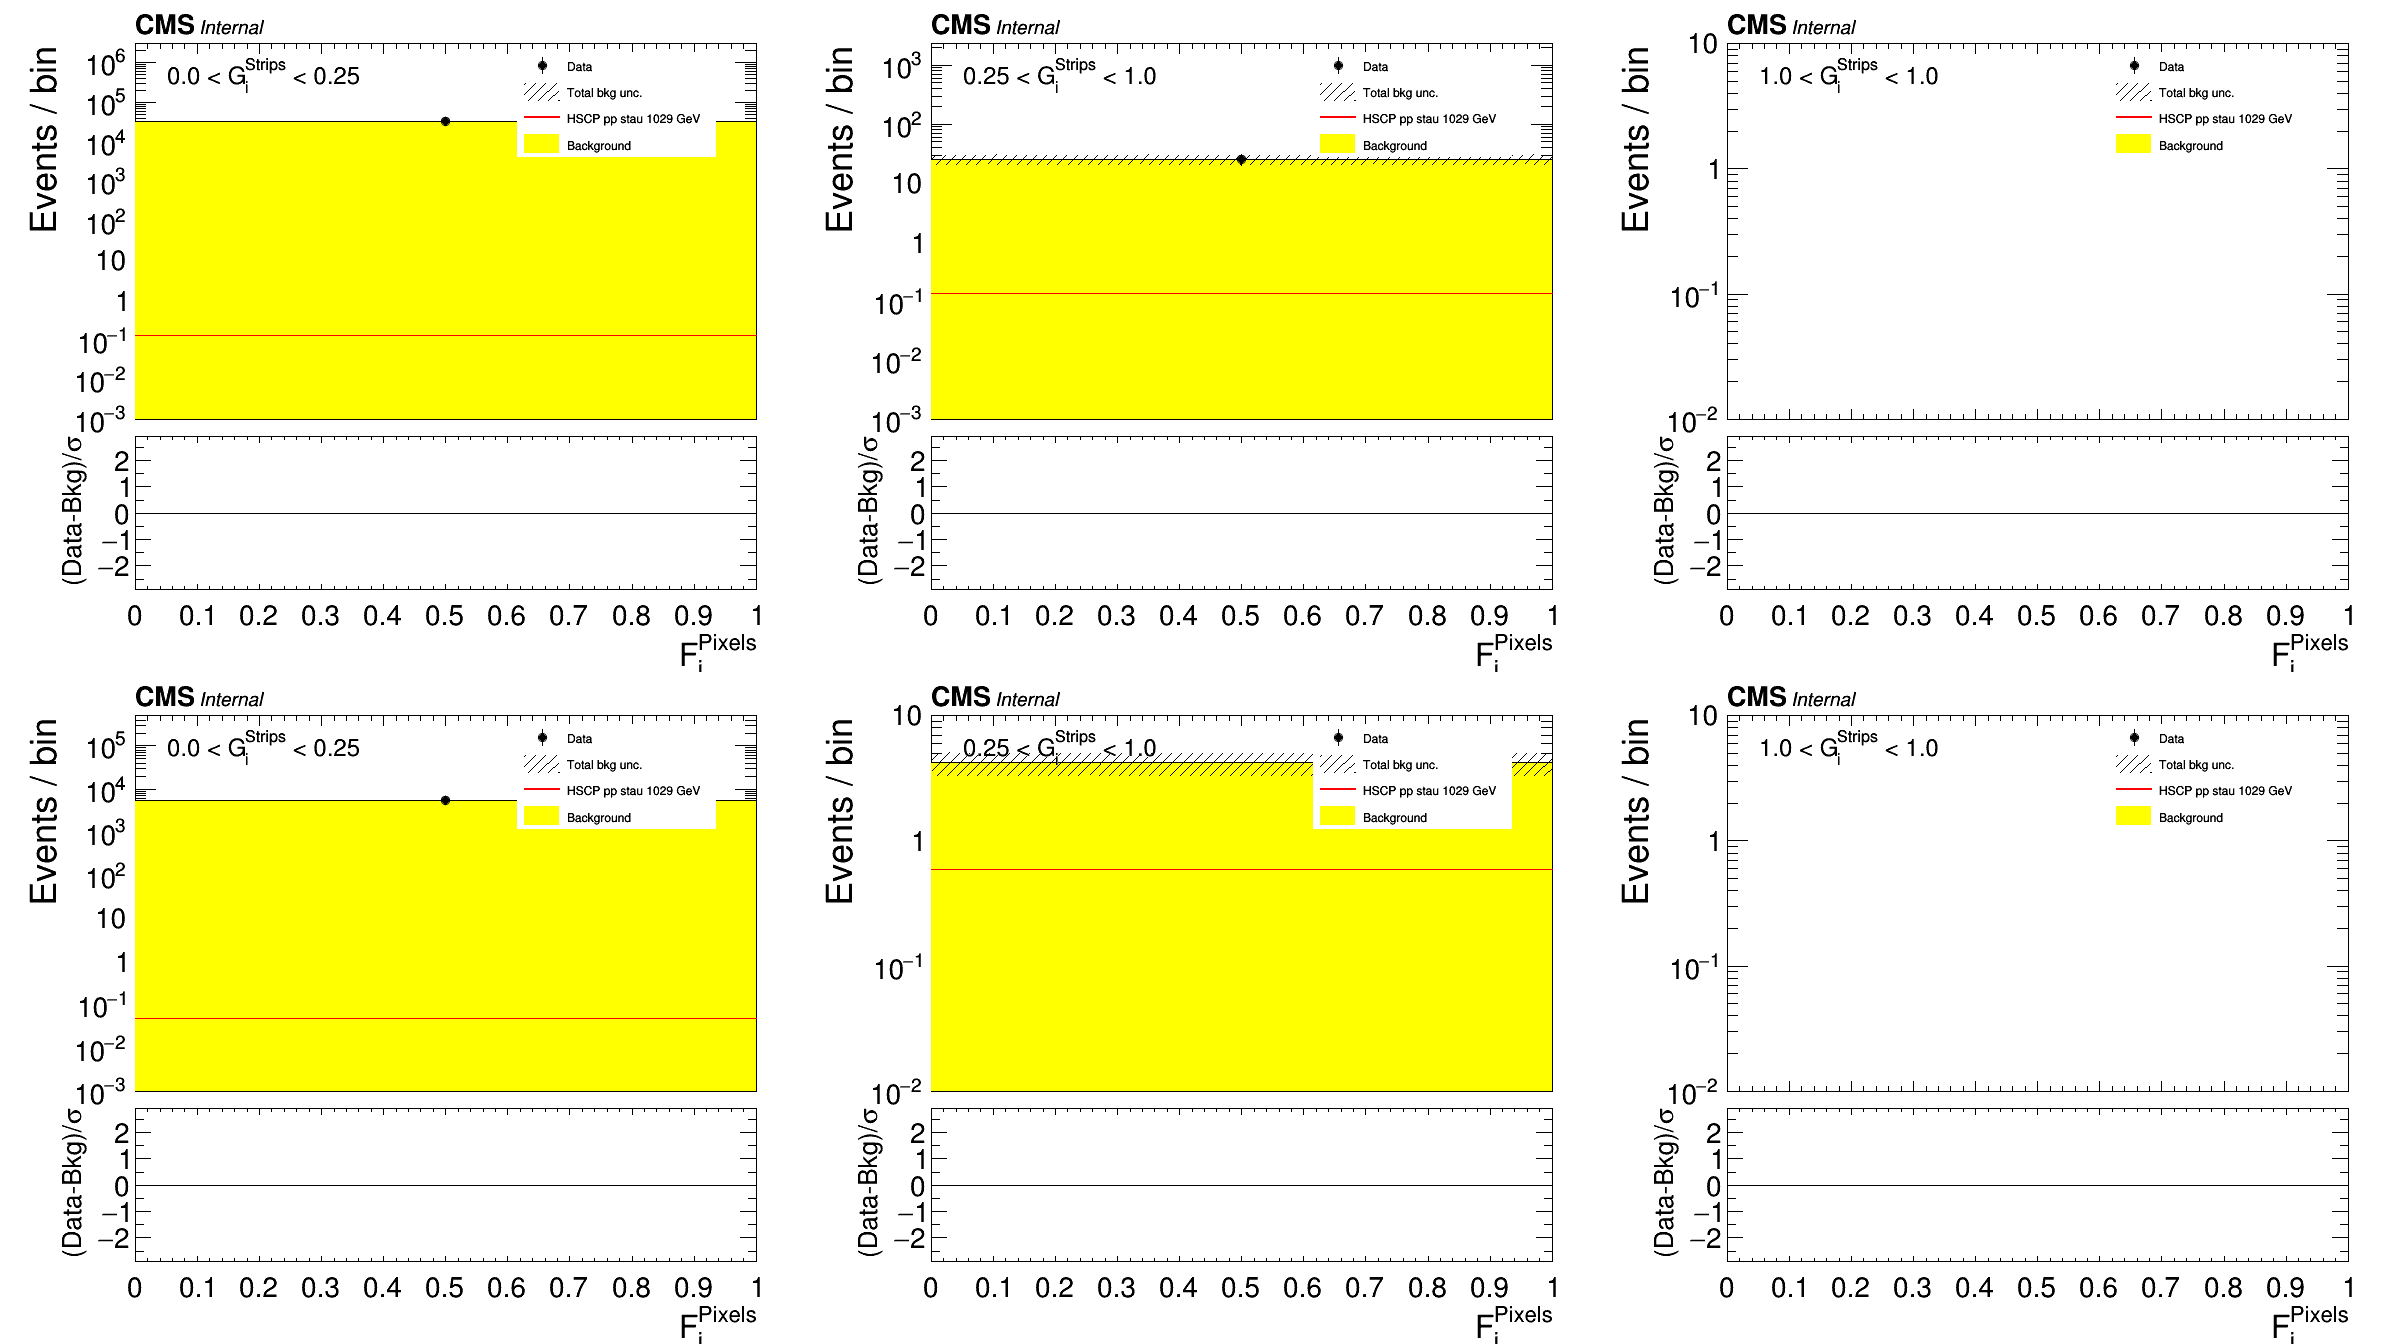 CMS Internal
0.0 < G_i^Strips < 0.25
Data
Total bkg unc.
HSCP pp stau 1029 GeV
Background
Events / bin
10^6
10^5
10^4
10^3
10^2
10
1
10^−1
10^−2
10^−3
(Data-Bkg)/σ
2
1
0
−1
−2
0 0.1 0.2 0.3 0.4 0.5 0.6 0.7 0.8 0.9 1
F_i^Pixels
CMS Internal
0.25 < G_i^Strips < 1.0
Data
Total bkg unc.
HSCP pp stau 1029 GeV
Background
Events / bin
10^3
10^2
10
1
10^−1
10^−2
10^−3
(Data-Bkg)/σ
2
1
0
−1
−2
0 0.1 0.2 0.3 0.4 0.5 0.6 0.7 0.8 0.9 1
F_i^Pixels
CMS Internal
1.0 < G_i^Strips < 1.0
Data
Total bkg unc.
HSCP pp stau 1029 GeV
Background
Events / bin
10
1
10^−1
10^−2
(Data-Bkg)/σ
2
1
0
−1
−2
0 0.1 0.2 0.3 0.4 0.5 0.6 0.7 0.8 0.9 1
F_i^Pixels
CMS Internal
0.0 < G_i^Strips < 0.25
Data
Total bkg unc.
HSCP pp stau 1029 GeV
Background
Events / bin
10^5
10^4
10^3
10^2
10
1
10^−1
10^−2
10^−3
(Data-Bkg)/σ
2
1
0
−1
−2
0 0.1 0.2 0.3 0.4 0.5 0.6 0.7 0.8 0.9 1
F_i^Pixels
CMS Internal
0.25 < G_i^Strips < 1.0
Data
Total bkg unc.
HSCP pp stau 1029 GeV
Background
Events / bin
10
1
10^−1
10^−2
(Data-Bkg)/σ
2
1
0
−1
−2
0 0.1 0.2 0.3 0.4 0.5 0.6 0.7 0.8 0.9 1
F_i^Pixels
CMS Internal
1.0 < G_i^Strips < 1.0
Data
Total bkg unc.
HSCP pp stau 1029 GeV
Background
Events / bin
10
1
10^−1
10^−2
(Data-Bkg)/σ
2
1
0
−1
−2
0 0.1 0.2 0.3 0.4 0.5 0.6 0.7 0.8 0.9 1
F_i^Pixels